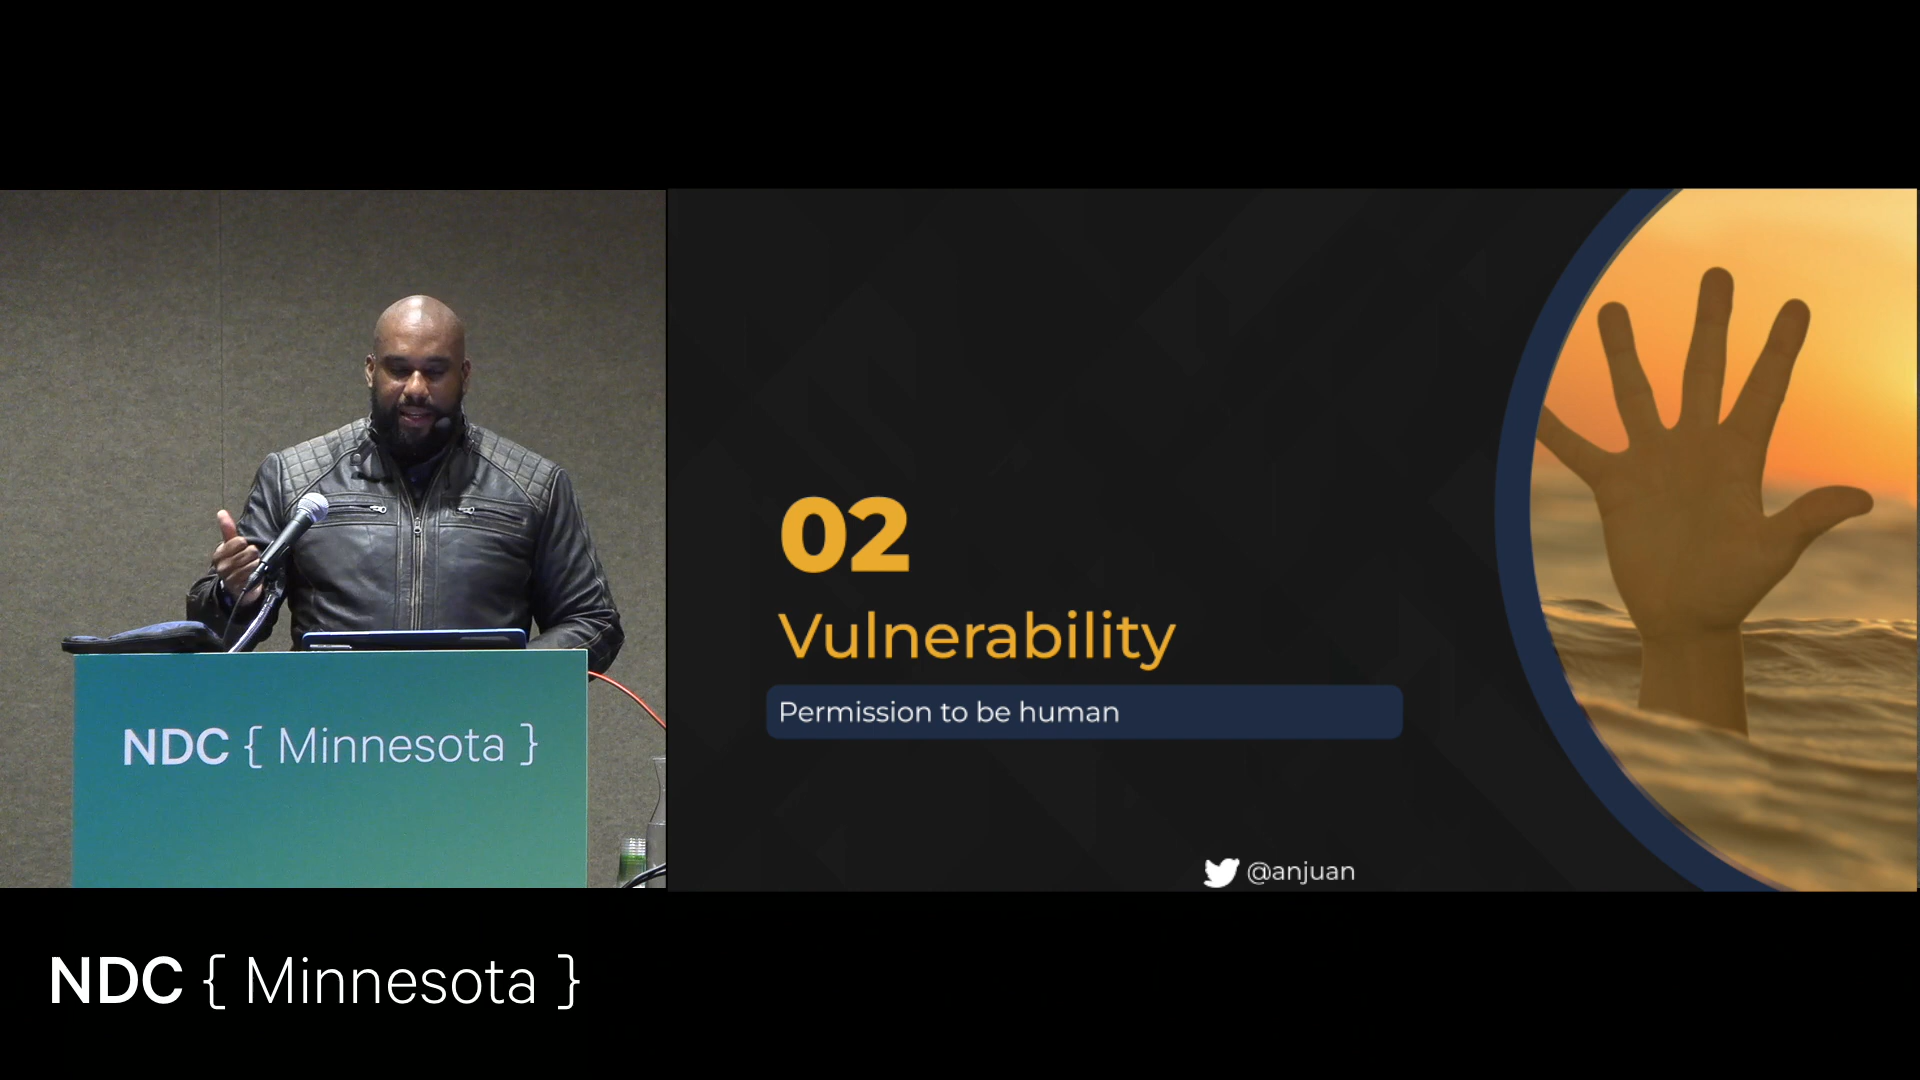 02
Vulnerability
Permission to be human
@anjuan
NDC { Minnesota }
NDC { Minnesota }